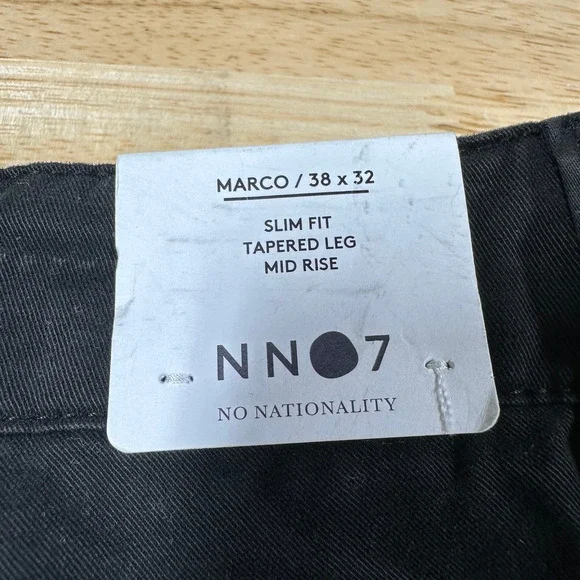 MARCO / 38 x 32
SLIM FIT
TAPERED LEG
MID RISE
NN07
NO NATIONALITY